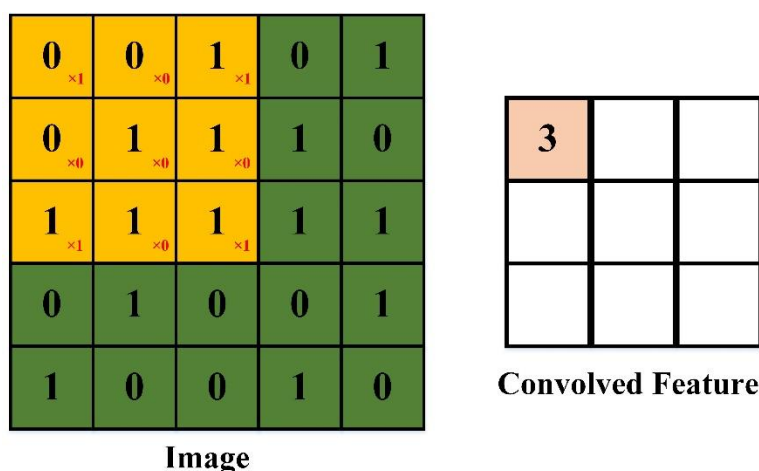 0 ×1 0 ×0 1 ×1 0 1
0 ×0 1 ×0 1 ×0 1 0
1 ×1 1 ×0 1 ×1 1 1
0 1 0 0 1
1 0 0 1 0
Image
3
Convolved Feature